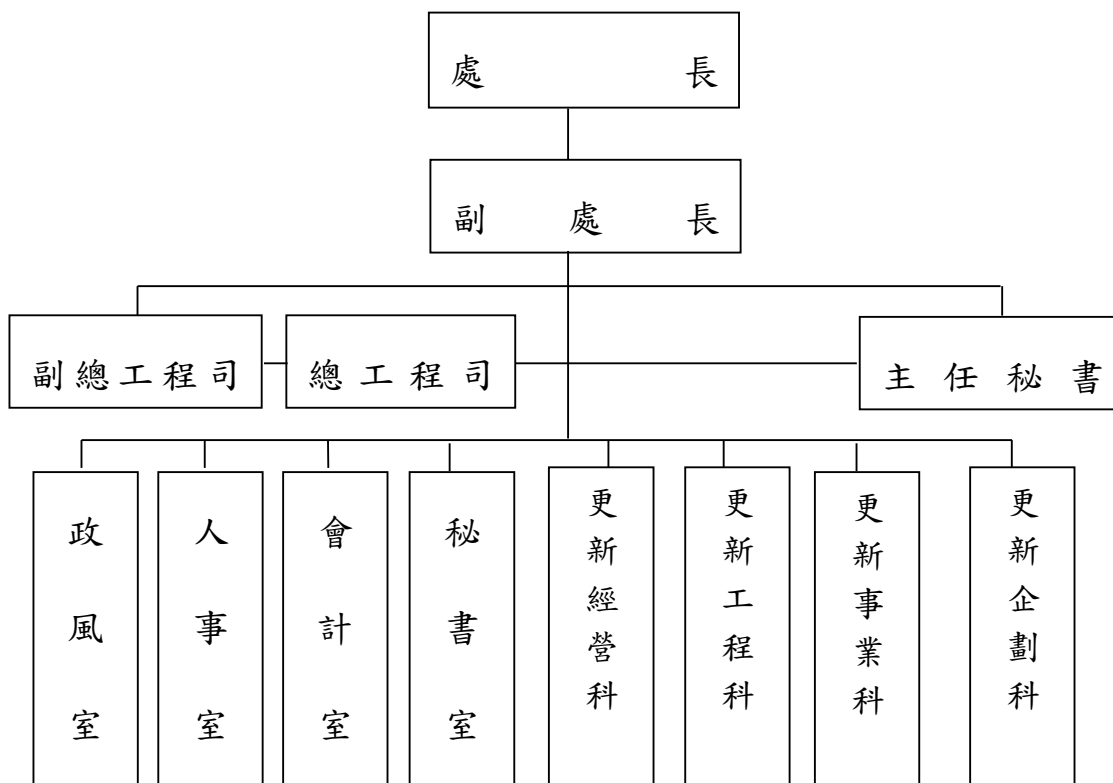 處長
副處長
副總工程司
總工程司
主任秘書
政風室
人事室
會計室
秘書室
更新經營科
更新工程科
更新事業科
更新企劃科